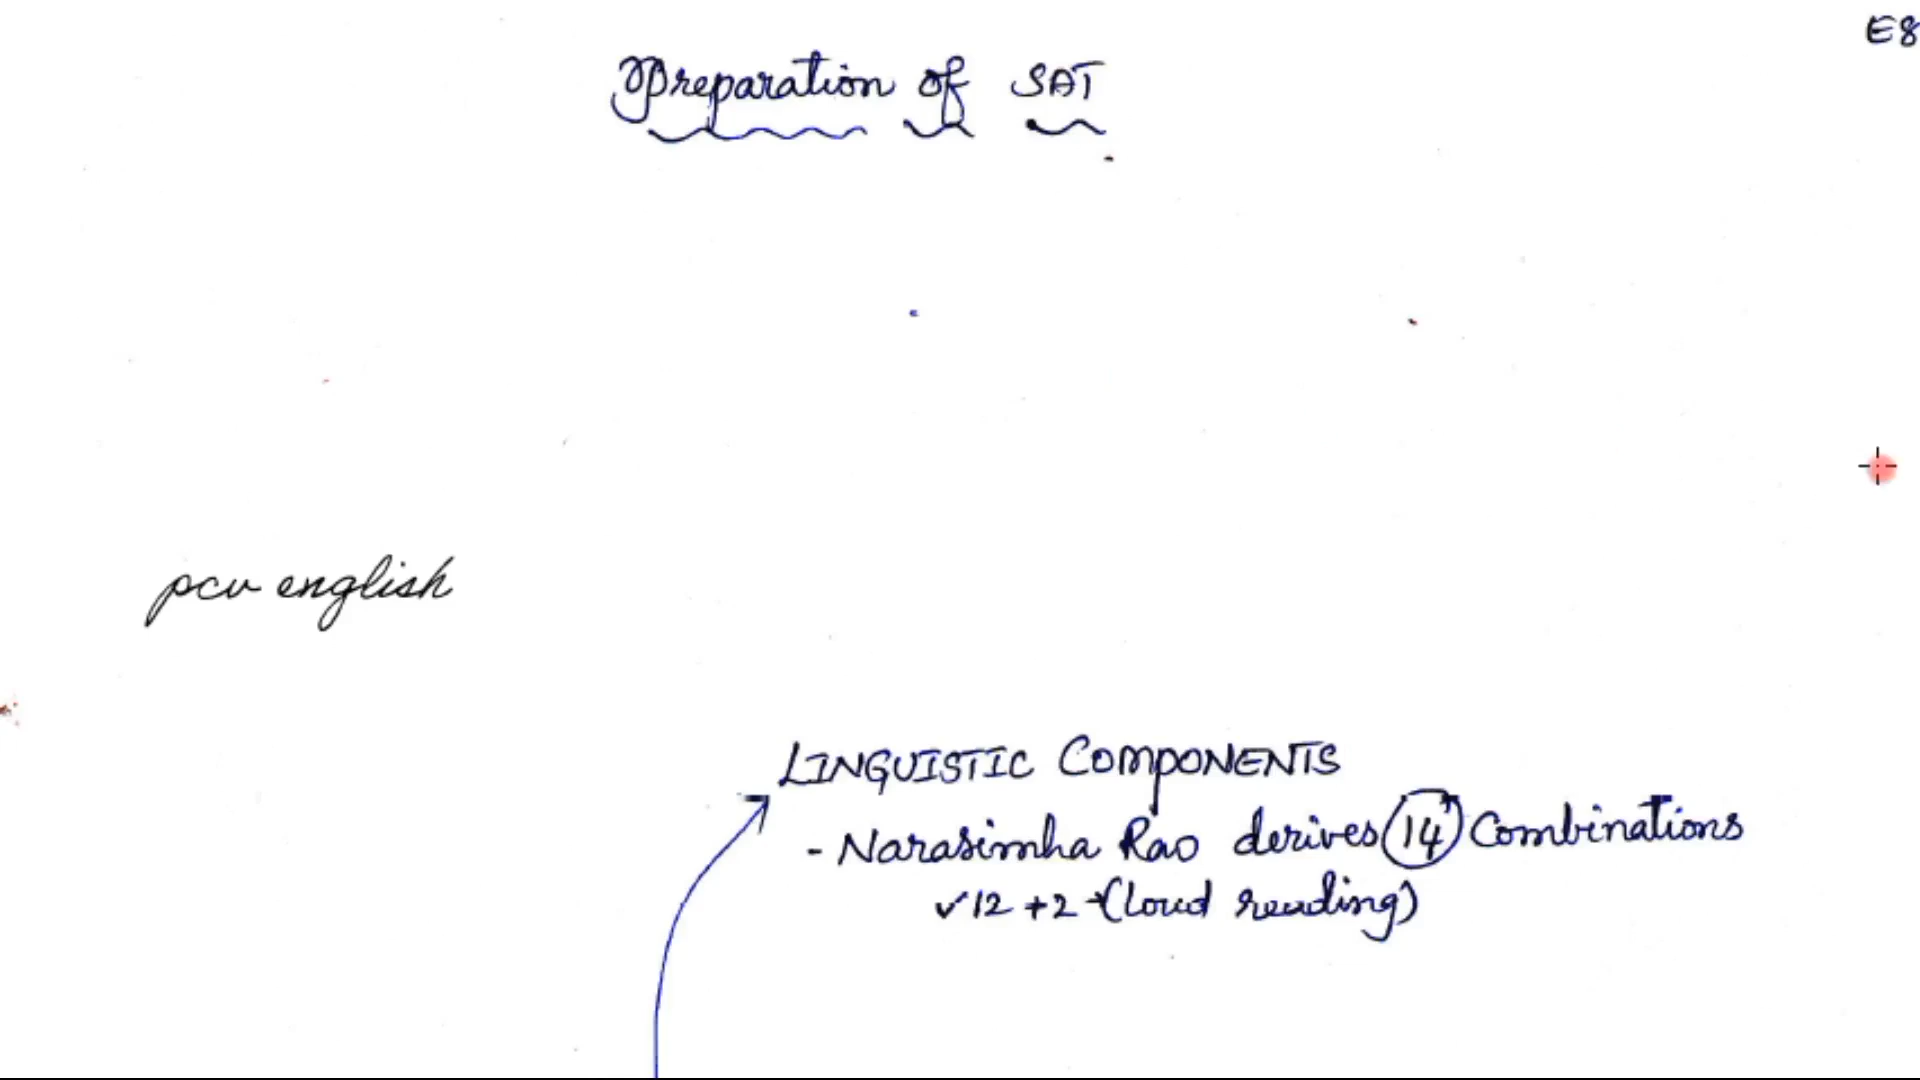 E8
Preparation of SAT
pcv english
LINGUISTIC COMPONENTS
- Narasimha Rao derives 14 Combinations
✓12 +2 → (loud reading)